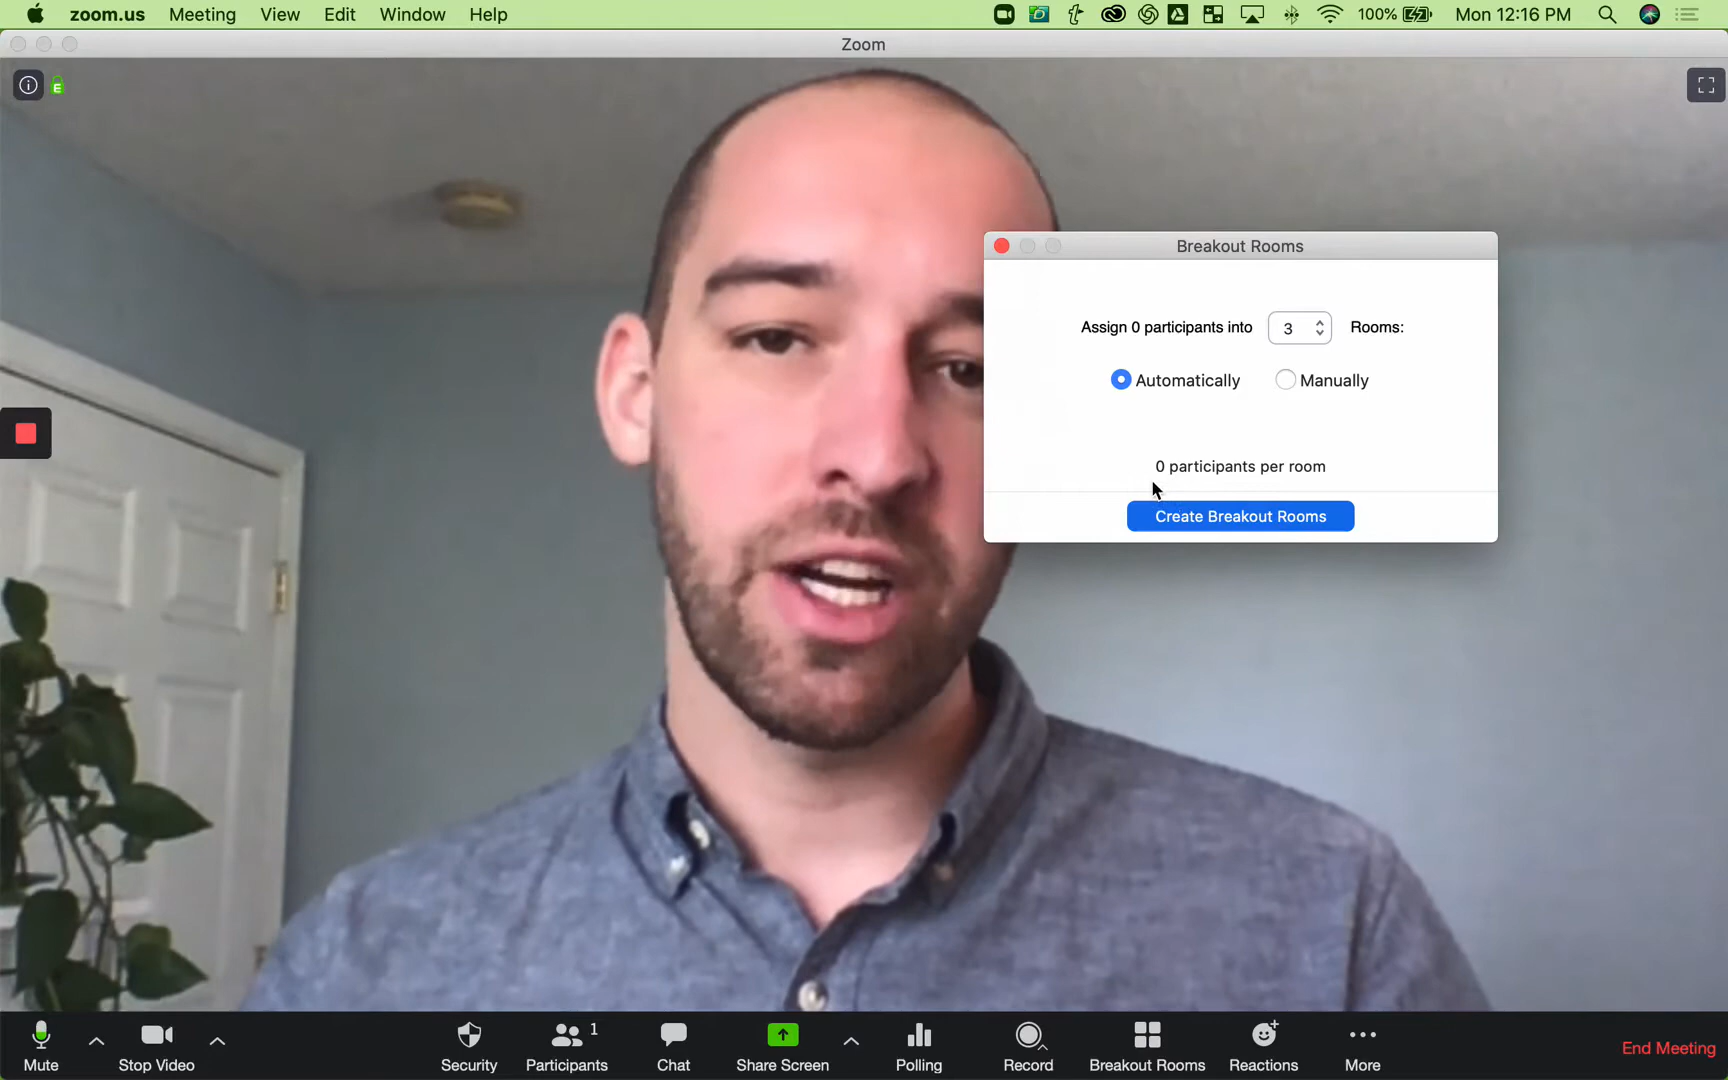 zoom.us Meeting View Edit Window Help 100% Mon 12:16 PM
Zoom
E
Breakout Rooms
Assign 0 participants into 3 Rooms:
Automatically Manually
0 participants per room
Create Breakout Rooms
Mute Stop Video Security Participants 1 Chat Share Screen Polling Record Breakout Rooms Reactions More End Meeting